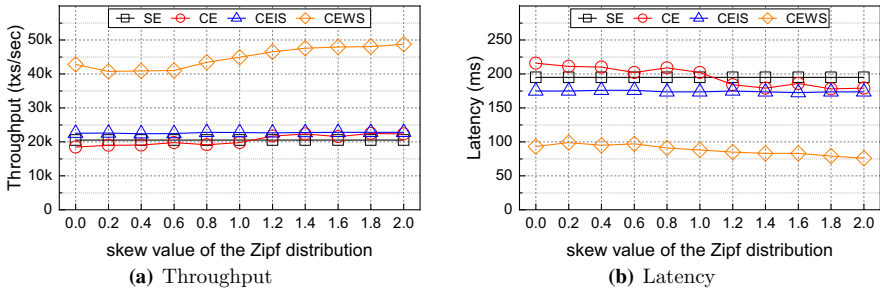 SE CE CEIS CEWS
Throughput (txs/sec)
50k
40k
30k
20k
10k
0
0.0 0.2 0.4 0.6 0.8 1.0 1.2 1.4 1.6 1.8 2.0
skew value of the Zipf distribution
(a) Throughput
SE CE CEIS CEWS
Latency (ms)
250
200
150
100
50
0
0.0 0.2 0.4 0.6 0.8 1.0 1.2 1.4 1.6 1.8 2.0
skew value of the Zipf distribution
(b) Latency